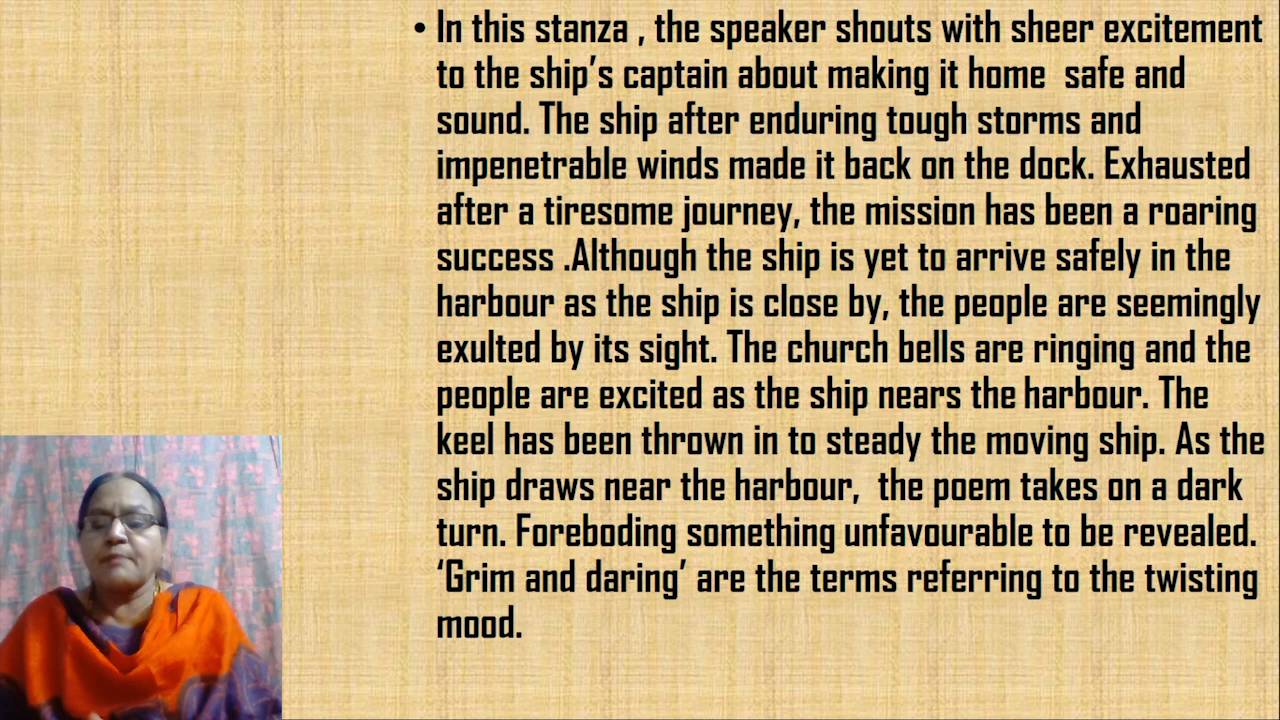 • In this stanza , the speaker shouts with sheer excitement
to the ship’s captain about making it home  safe and
sound. The ship after enduring tough storms and
impenetrable winds made it back on the dock. Exhausted
after a tiresome journey, the mission has been a roaring
success .Although the ship is yet to arrive safely in the
harbour as the ship is close by, the people are seemingly
exulted by its sight. The church bells are ringing and the
people are excited as the ship nears the harbour. The
keel has been thrown in to steady the moving ship. As the
ship draws near the harbour,  the poem takes on a dark
turn. Foreboding something unfavourable to be revealed.
‘Grim and daring’ are the terms referring to the twisting
mood.